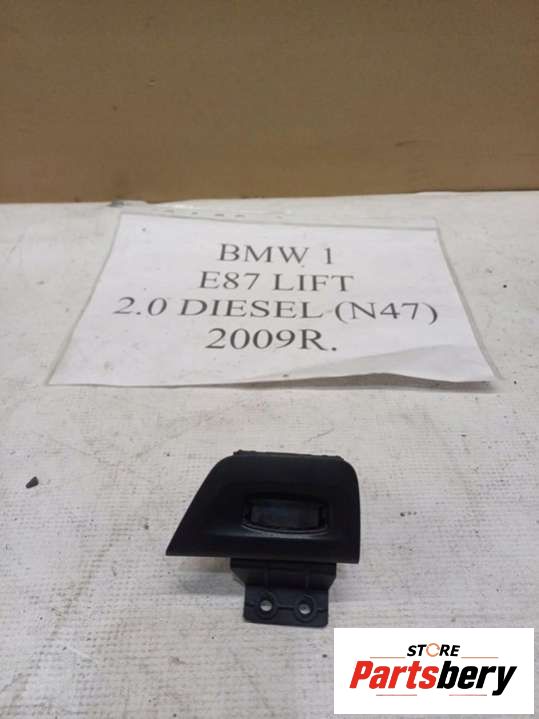 BMW 1
E87 LIFT
2.0 DIESEL (N47)
2009R.
STORE
Partsbery